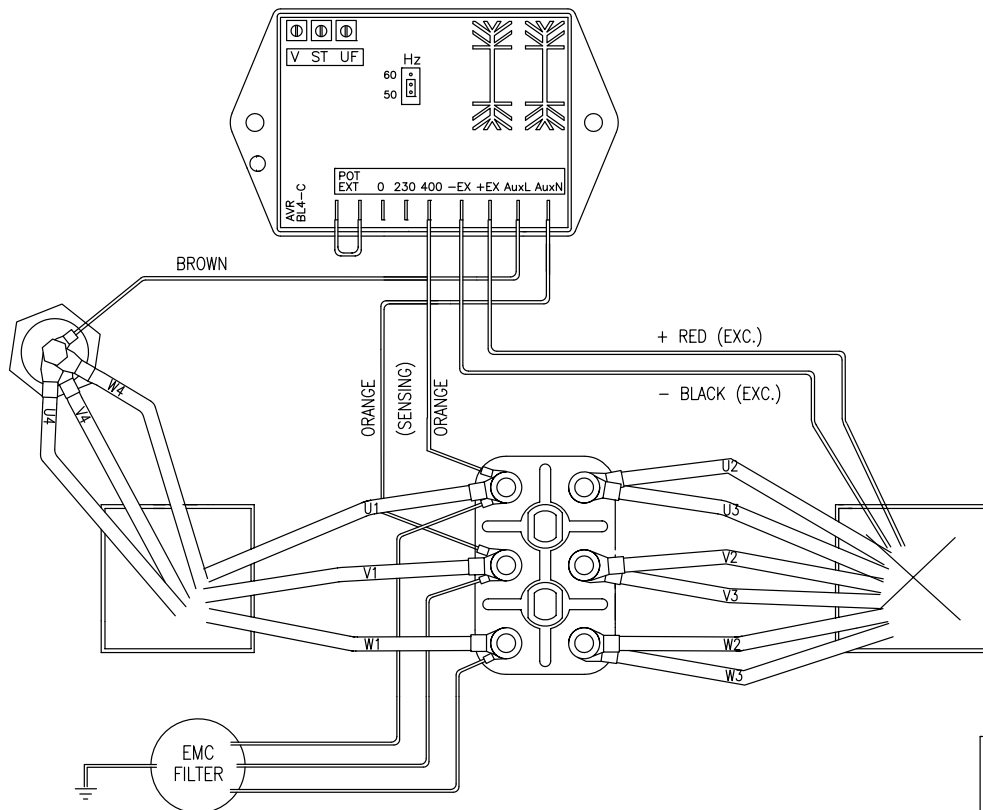 V ST UF
Hz
60
50
POT
EXT 0 230 400 -EX +EX AuxL AuxN
AVR
BL4-C
BROWN
+ RED (EXC.)
- BLACK (EXC.)
ORANGE
(SENSING)
ORANGE
W4
V4
U4
U1
V1
W1
U2
U3
V2
V3
W2
W3
EMC
FILTER